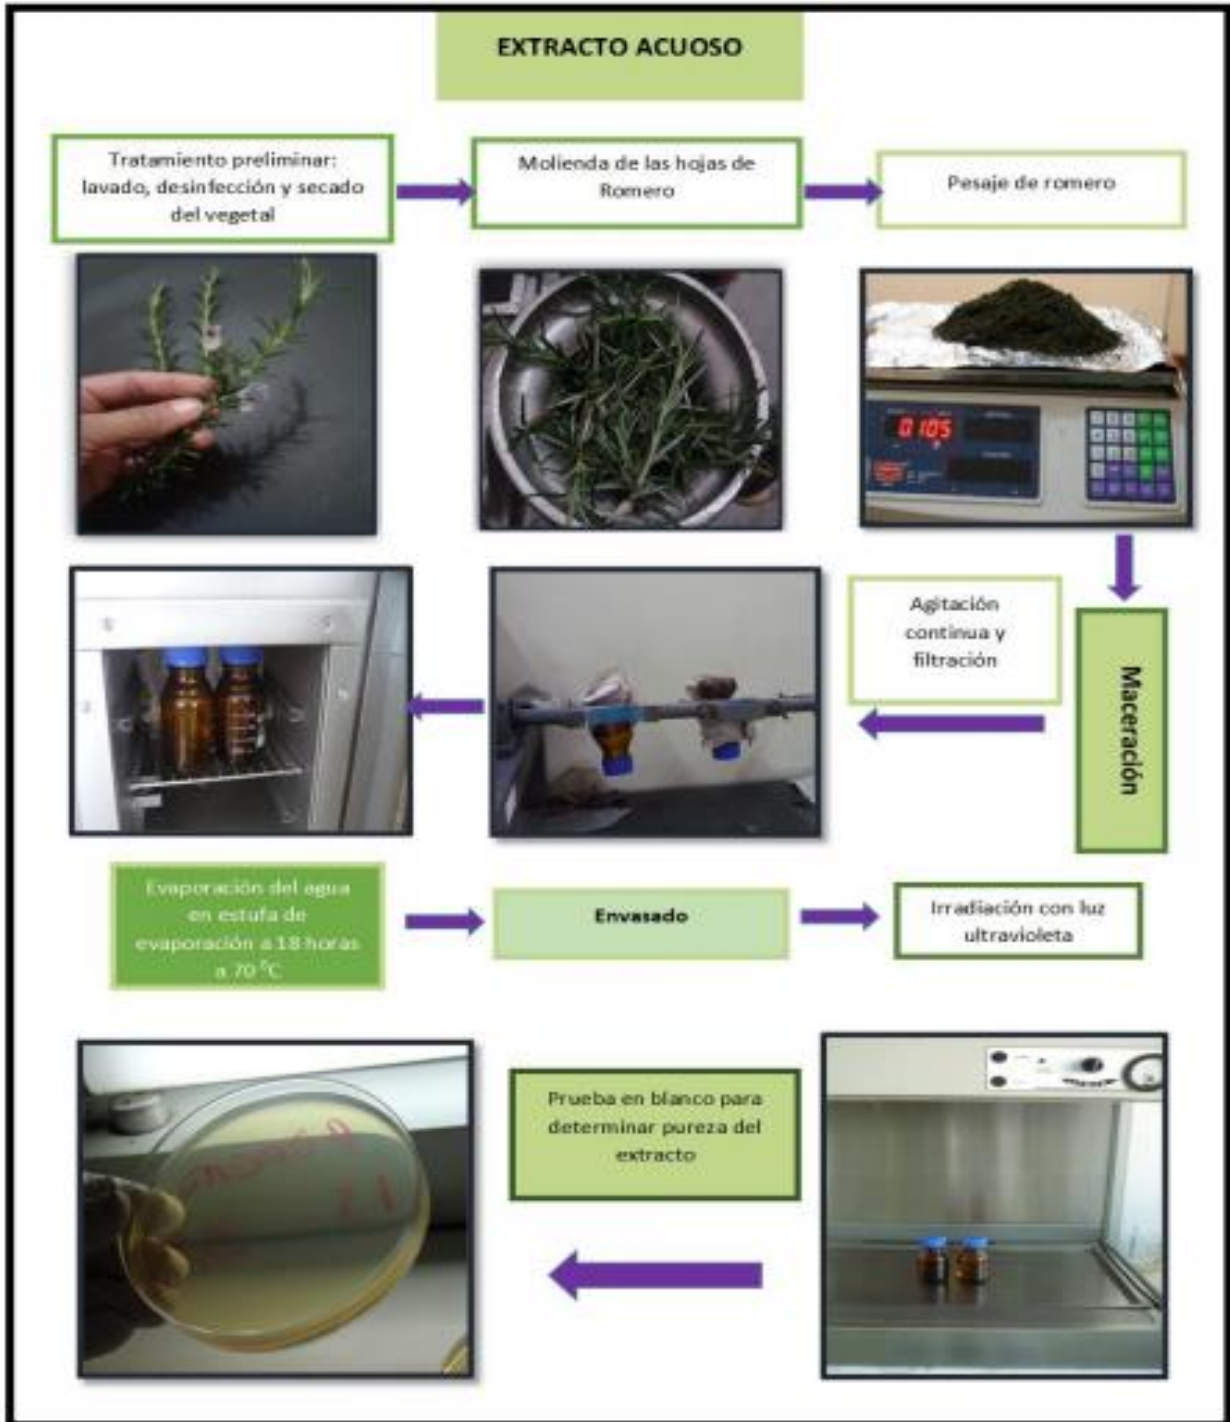 EXTRACTO ACUOSO
Tratamiento preliminar:
lavado, desinfección y secado
del vegetal
Molienda de las hojas de
Romero
Pesaje de romero
0105
Agitación
continua y
filtración
Maceración
Evaporación del agua
en estufa de
evaporación a 18 horas
a 70 ⁰C
Envasado
Irradiación con luz
ultravioleta
Prueba en blanco para
determinar pureza del
extracto